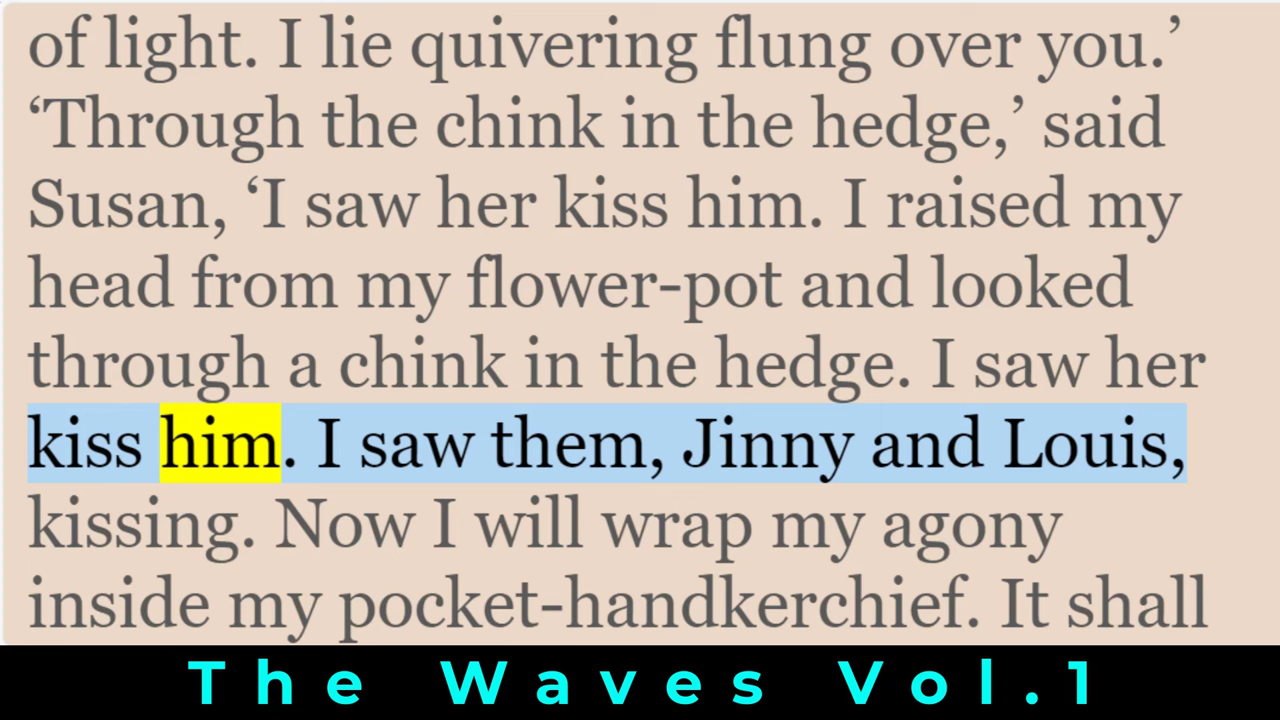 of light. I lie quivering flung over you.’
‘Through the chink in the hedge,’ said
Susan, ‘I saw her kiss him. I raised my
head from my flower-pot and looked
through a chink in the hedge. I saw her
kiss him. I saw them, Jinny and Louis,
kissing. Now I will wrap my agony
inside my pocket-handkerchief. It shall
The Waves Vol.1